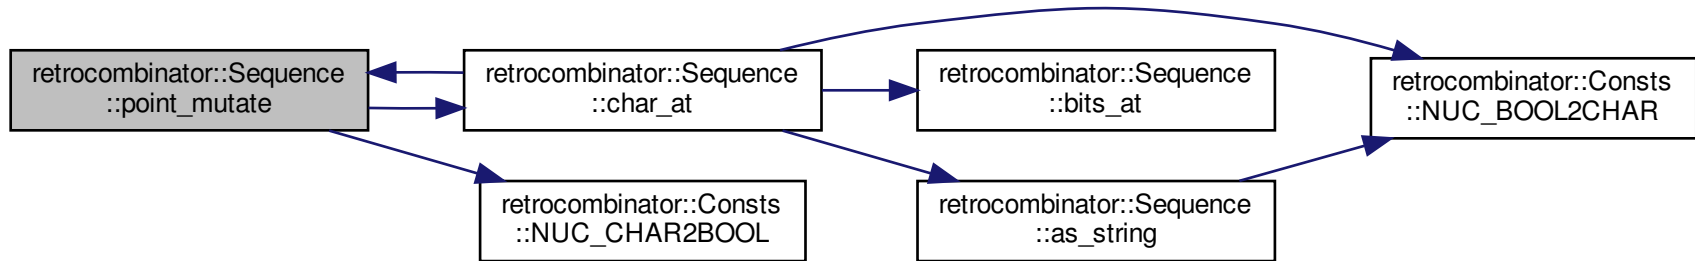 retrocombinator::Sequence
::point_mutate
retrocombinator::Sequence
::char_at
retrocombinator::Sequence
::bits_at
retrocombinator::Consts
::NUC_BOOL2CHAR
retrocombinator::Consts
::NUC_CHAR2BOOL
retrocombinator::Sequence
::as_string